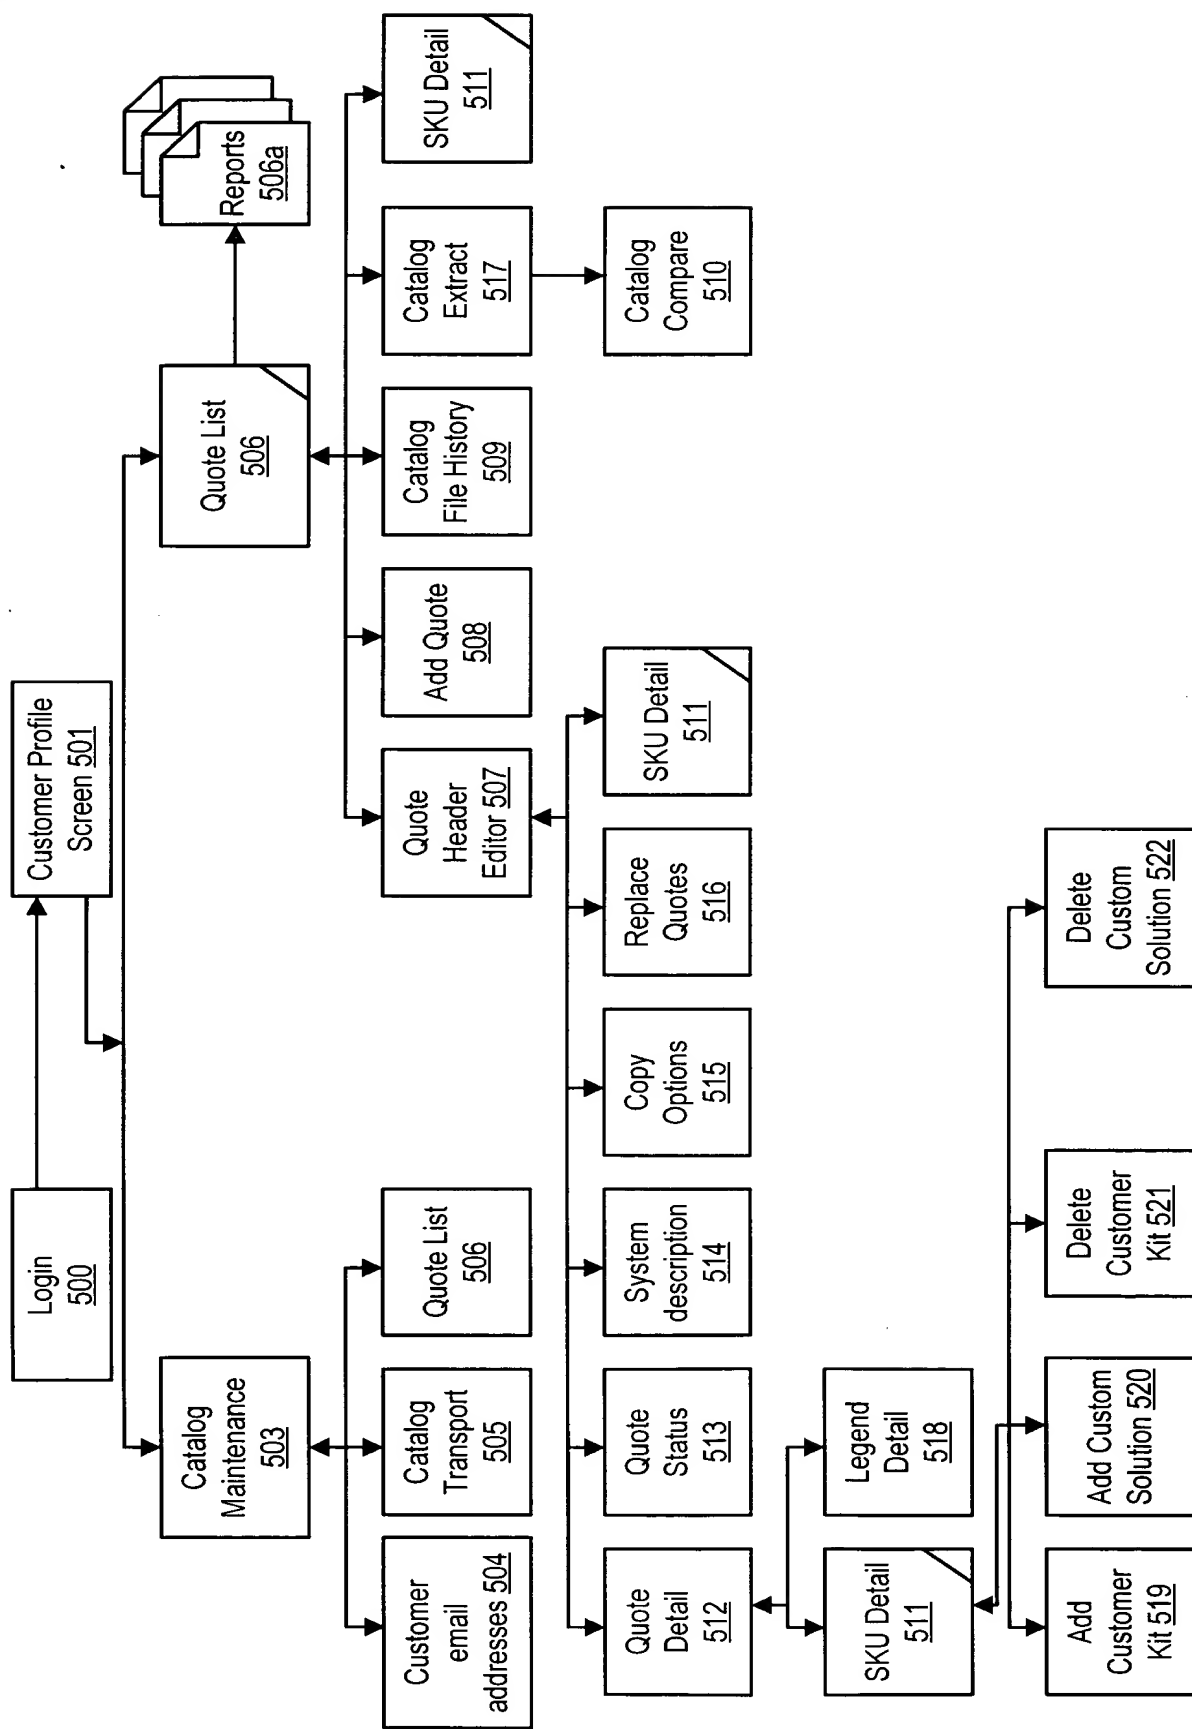 Login
500
Customer Profile
Screen 501
Catalog
Maintenance
503
Quote List
506
Reports
506a
Customer
email
addresses 504
Catalog
Transport
505
Quote List
506
Quote
Header
Editor 507
Add Quote
508
Catalog
File History
509
Catalog
Extract
517
SKU Detail
511
Quote
Detail
512
Quote
Status
513
System
description
514
Copy
Options
515
Replace
Quotes
516
SKU Detail
511
Catalog
Compare
510
SKU Detail
511
Legend
Detail
518
Add
Customer
Kit 519
Add Custom
Solution 520
Delete
Customer
Kit 521
Delete
Custom
Solution 522